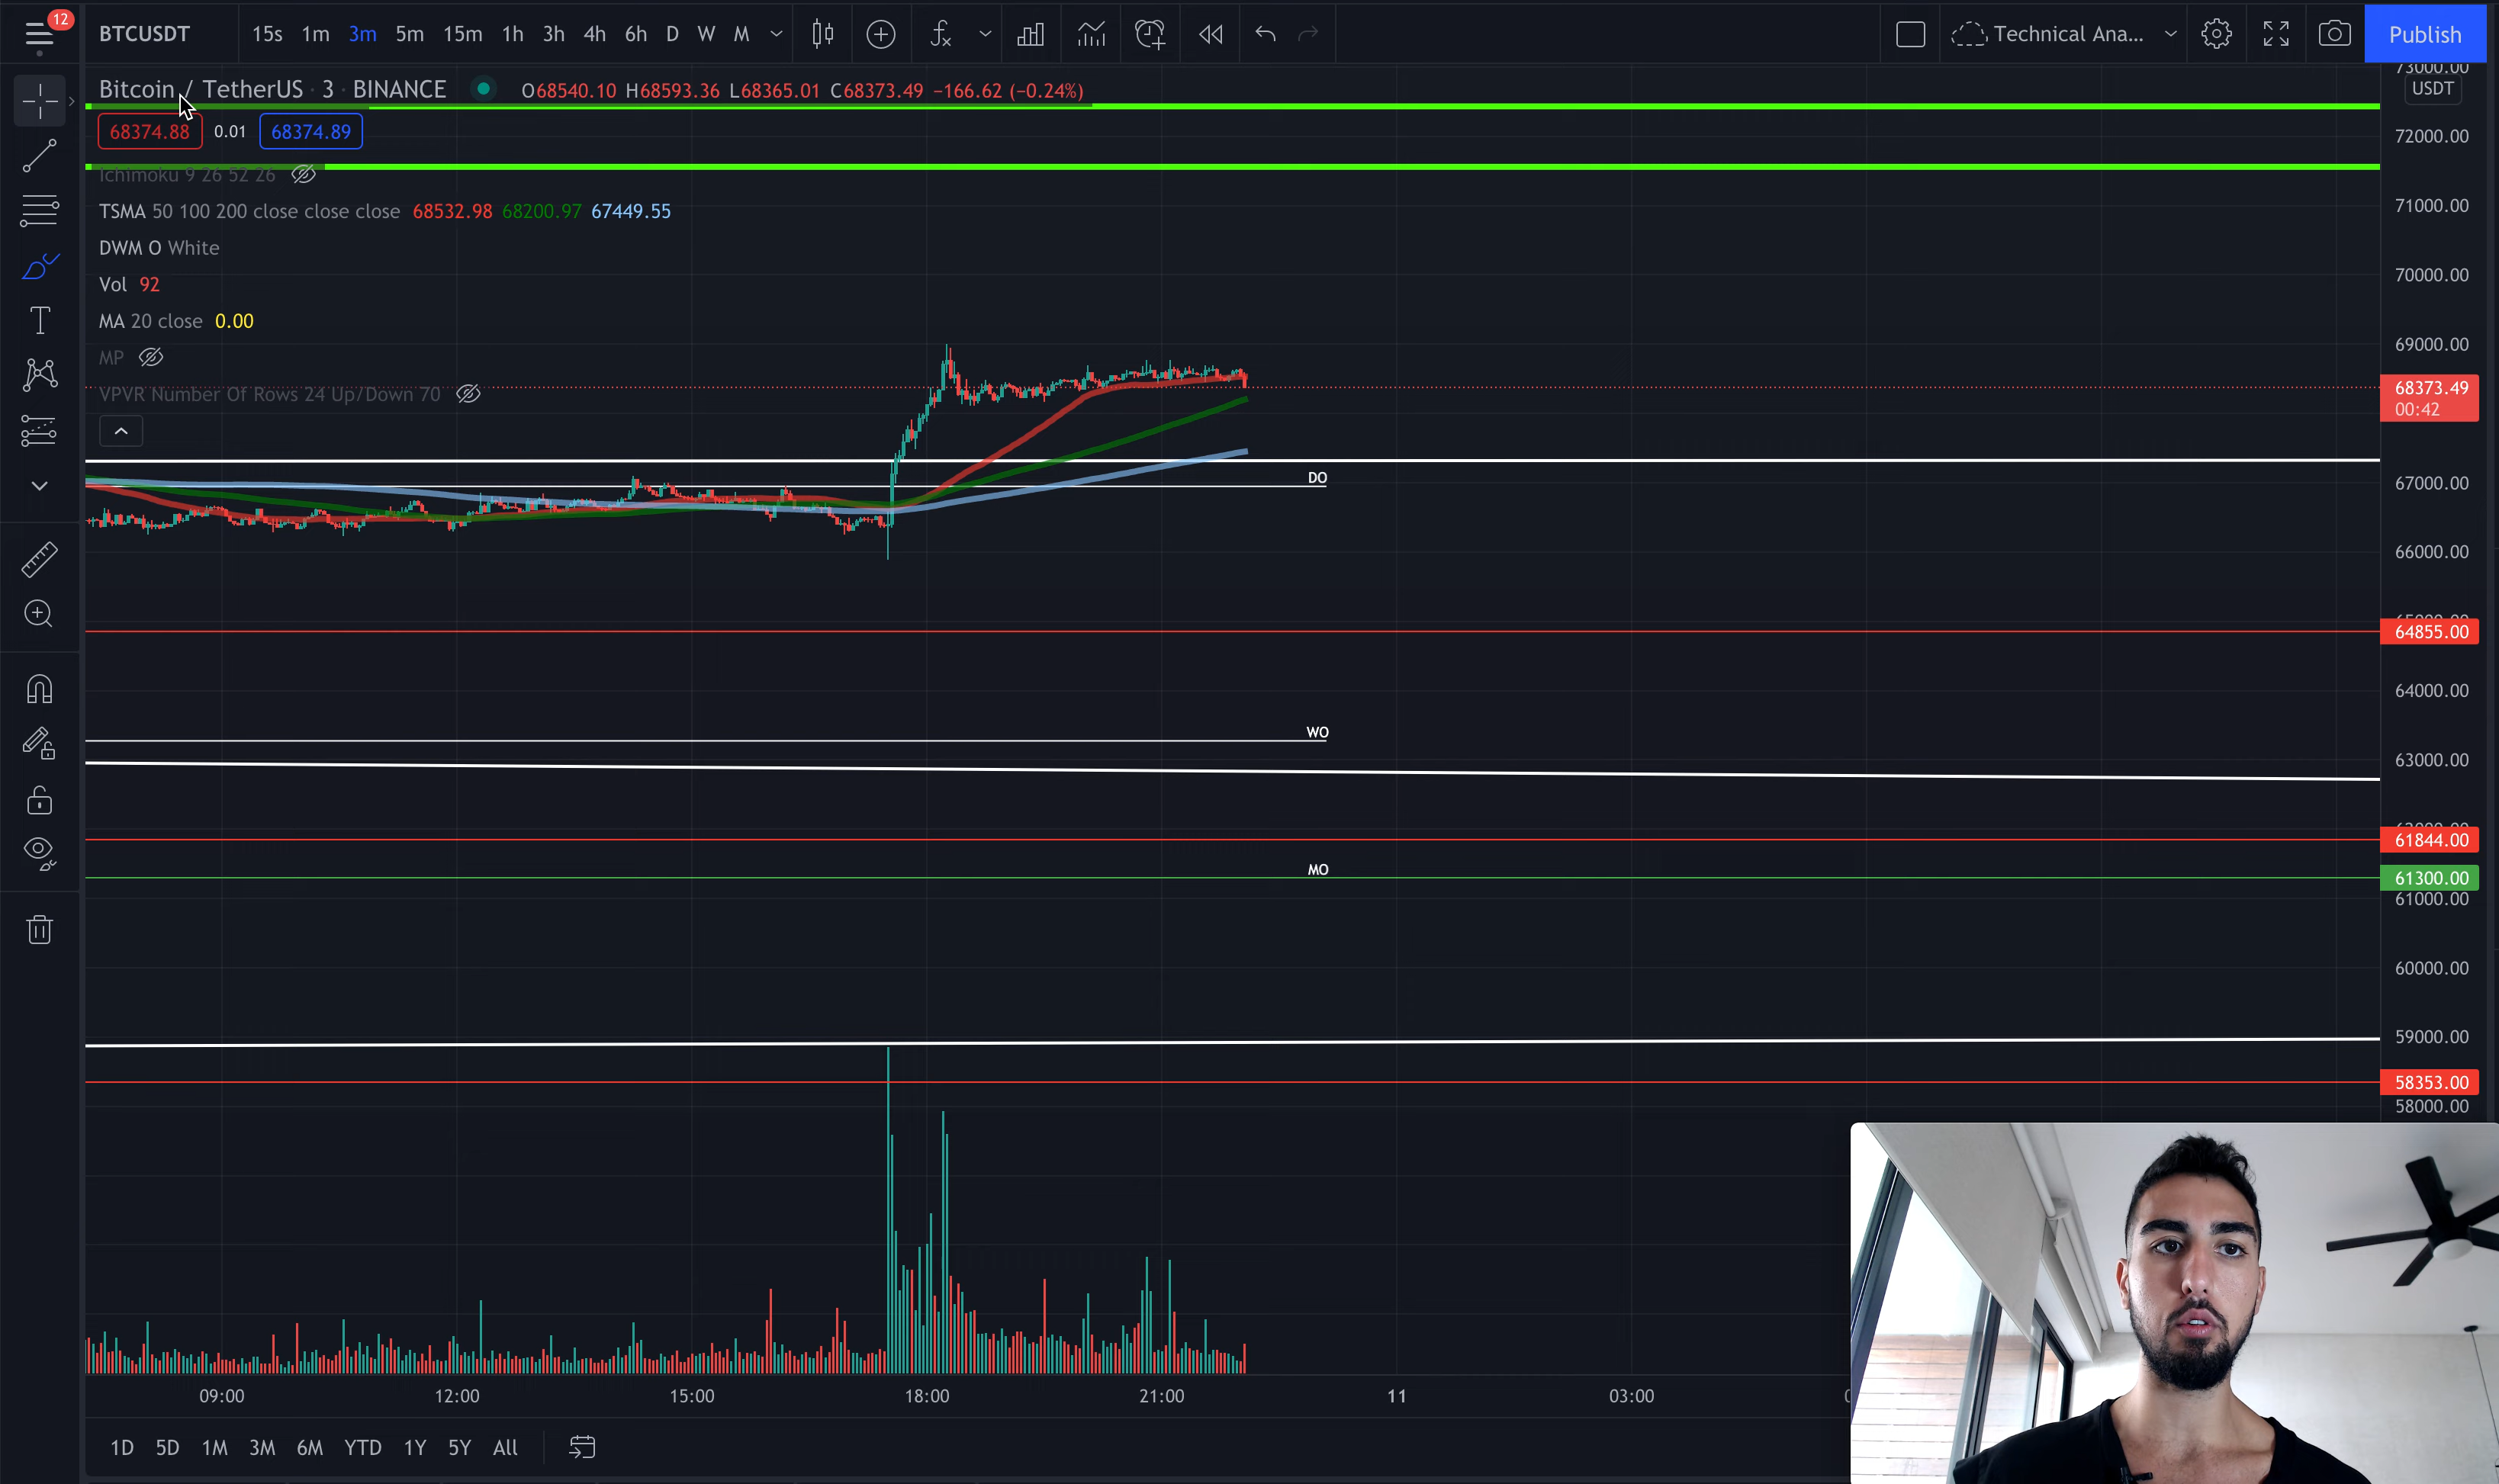 12
BTCUSDT 15s 1m 3m 5m 15m 1h 3h 4h 6h D W M Technical Ana... Publish
Bitcoin / TetherUS · 3 · BINANCE O68540.10 H68593.36 L68365.01 C68373.49 −166.62 (−0.24%)
68374.88 0.01 68374.89
Ichimoku 9 26 52 26
TSMA 50 100 200 close close close 68532.98 68200.97 67449.55
DWM O White
Vol 92
MA 20 close 0.00
MP
VPVR Number Of Rows 24 Up/Down 70
DO
WO
MO
73000.00
USDT
72000.00
71000.00
70000.00
69000.00
68373.49
00:42
67000.00
66000.00
64855.00
64000.00
63000.00
61844.00
61300.00
61000.00
60000.00
59000.00
58353.00
58000.00
09:00 12:00 15:00 18:00 21:00 11 03:00
1D 5D 1M 3M 6M YTD 1Y 5Y All